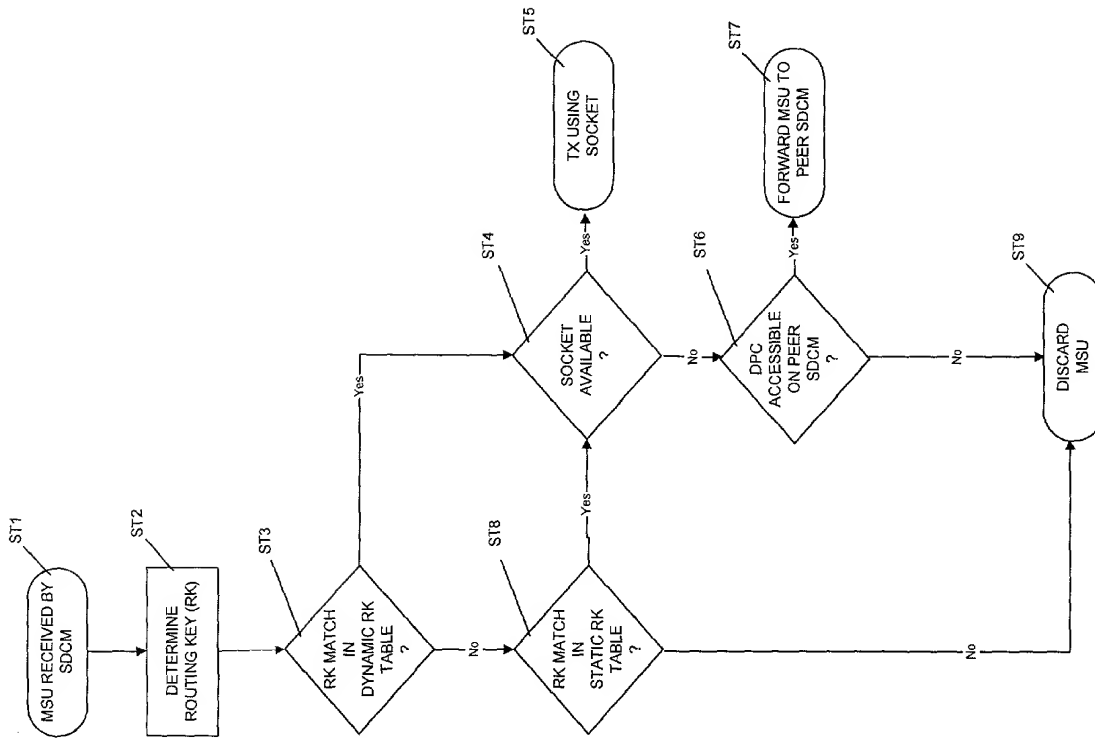 ST1
MSU RECEIVED BY
SDCM
ST2
DETERMINE
ROUTING KEY (RK)
ST3
RK MATCH
IN
DYNAMIC RK
TABLE
?
Yes
No
ST8
RK MATCH
IN
STATIC RK
TABLE
?
Yes
No
ST4
SOCKET
AVAILABLE
?
Yes
No
ST5
TX USING
SOCKET
ST6
DPC
ACCESSIBLE
ON PEER
SDCM
?
Yes
No
ST7
FORWARD MSU TO
PEER SDCM
ST9
DISCARD
MSU